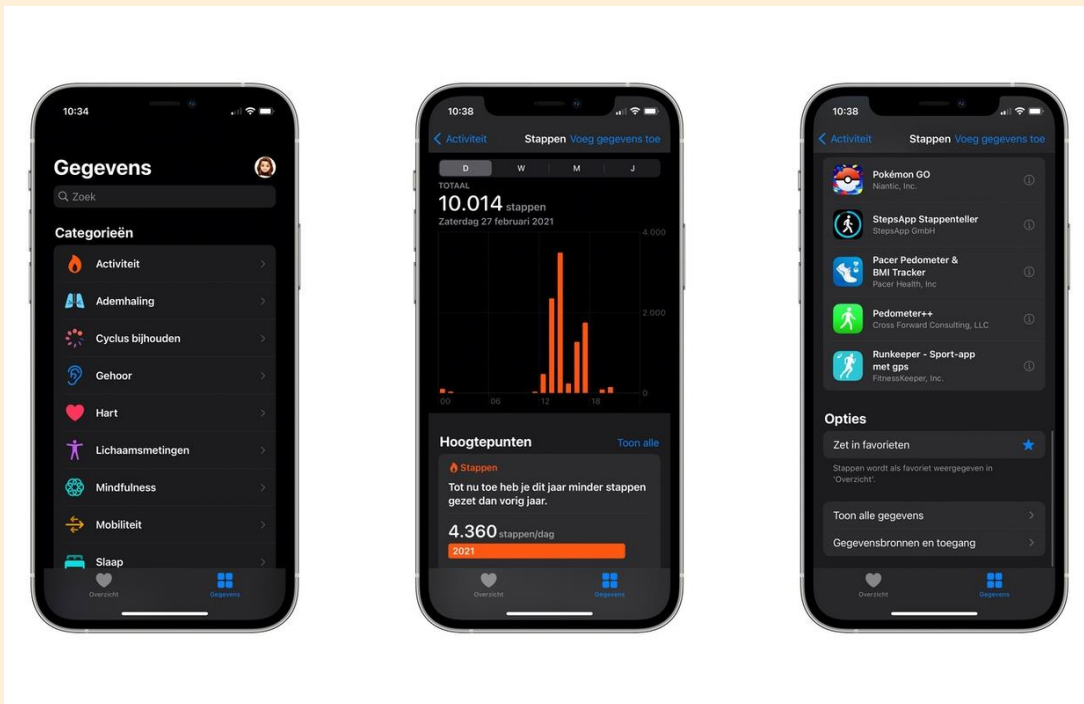 10:34
Gegevens
Zoek
Categorieën
Activiteit
Ademhaling
Cyclus bijhouden
Gehoor
Hart
Lichaamsmetingen
Mindfulness
Mobiliteit
Slaap
Overzicht
Gegevens
10:38
Activiteit
Stappen
Voeg gegevens toe
D W M J
TOTAAL
10.014 stappen
Zaterdag 27 februari 2021
4.000
2.000
0
00 06 12 18
Hoogtepunten
Toon alle
Stappen
Tot nu toe heb je dit jaar minder stappen
gezet dan vorig jaar.
4.360 stappen/dag
2021
Overzicht
Gegevens
10:38
Activiteit
Stappen
Voeg gegevens toe
Pokémon GO
Niantic, Inc.
StepsApp Stappenteller
StepsApp GmbH
Pacer Pedometer &
BMI Tracker
Pacer Health, Inc
Pedometer++
Cross Forward Consulting, LLC
Runkeeper - Sport-app
met gps
FitnessKeeper, Inc.
Opties
Zet in favorieten
Stappen wordt als favoriet weergegeven in
'Overzicht'.
Toon alle gegevens
Gegevensbronnen en toegang
Overzicht
Gegevens